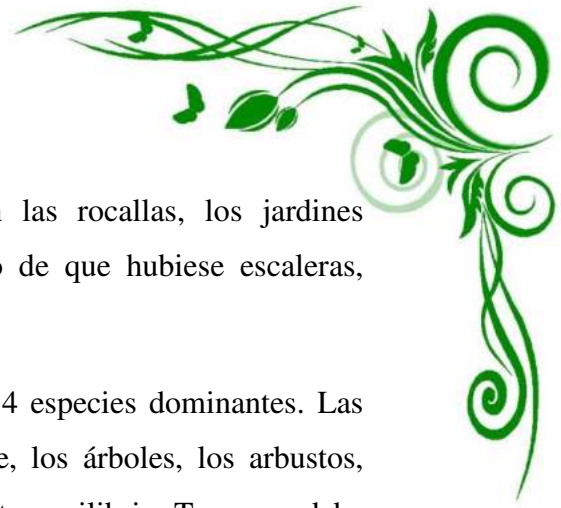 las rocallas, los jardines
de que hubiese escaleras,
4 especies dominantes. Las
los árboles, los arbustos,